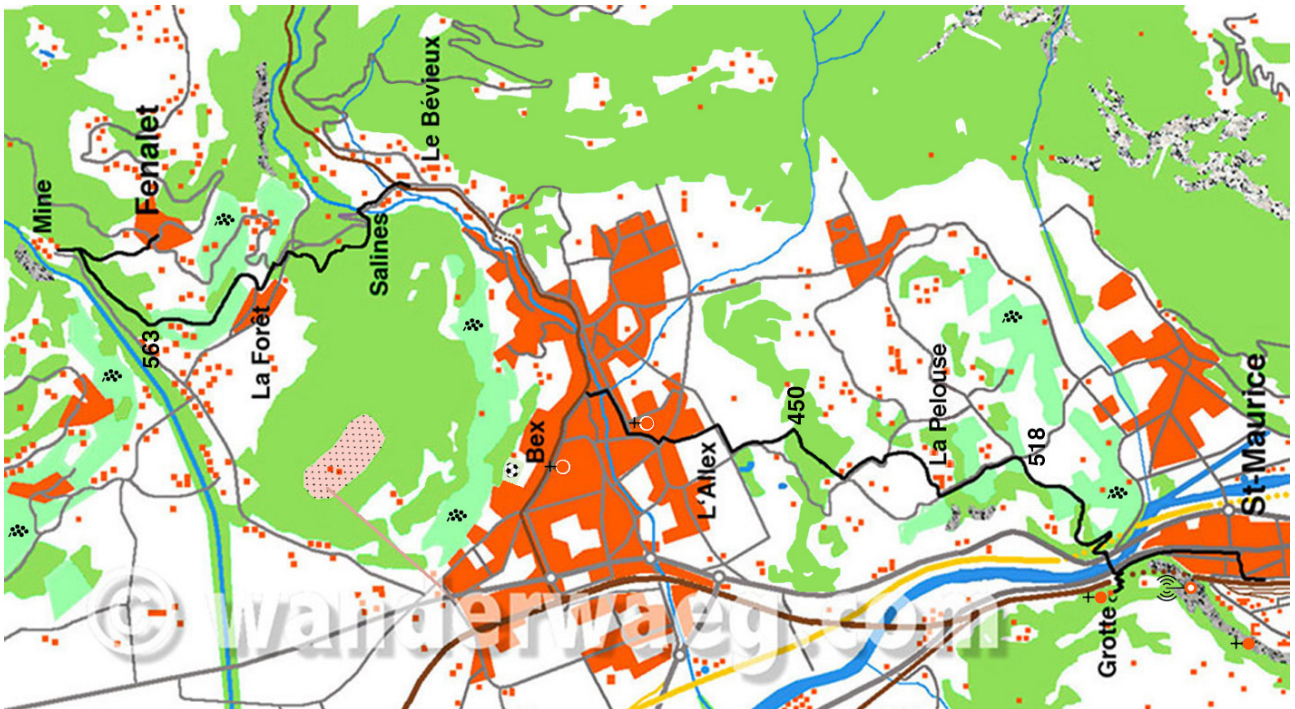 Mine
Fenalet
563
La Forêt
Salines
Le Bévieux
Bex
L'Allex
450
La Pelouse
518
Grotte
St-Maurice
© wanderwaeg.com